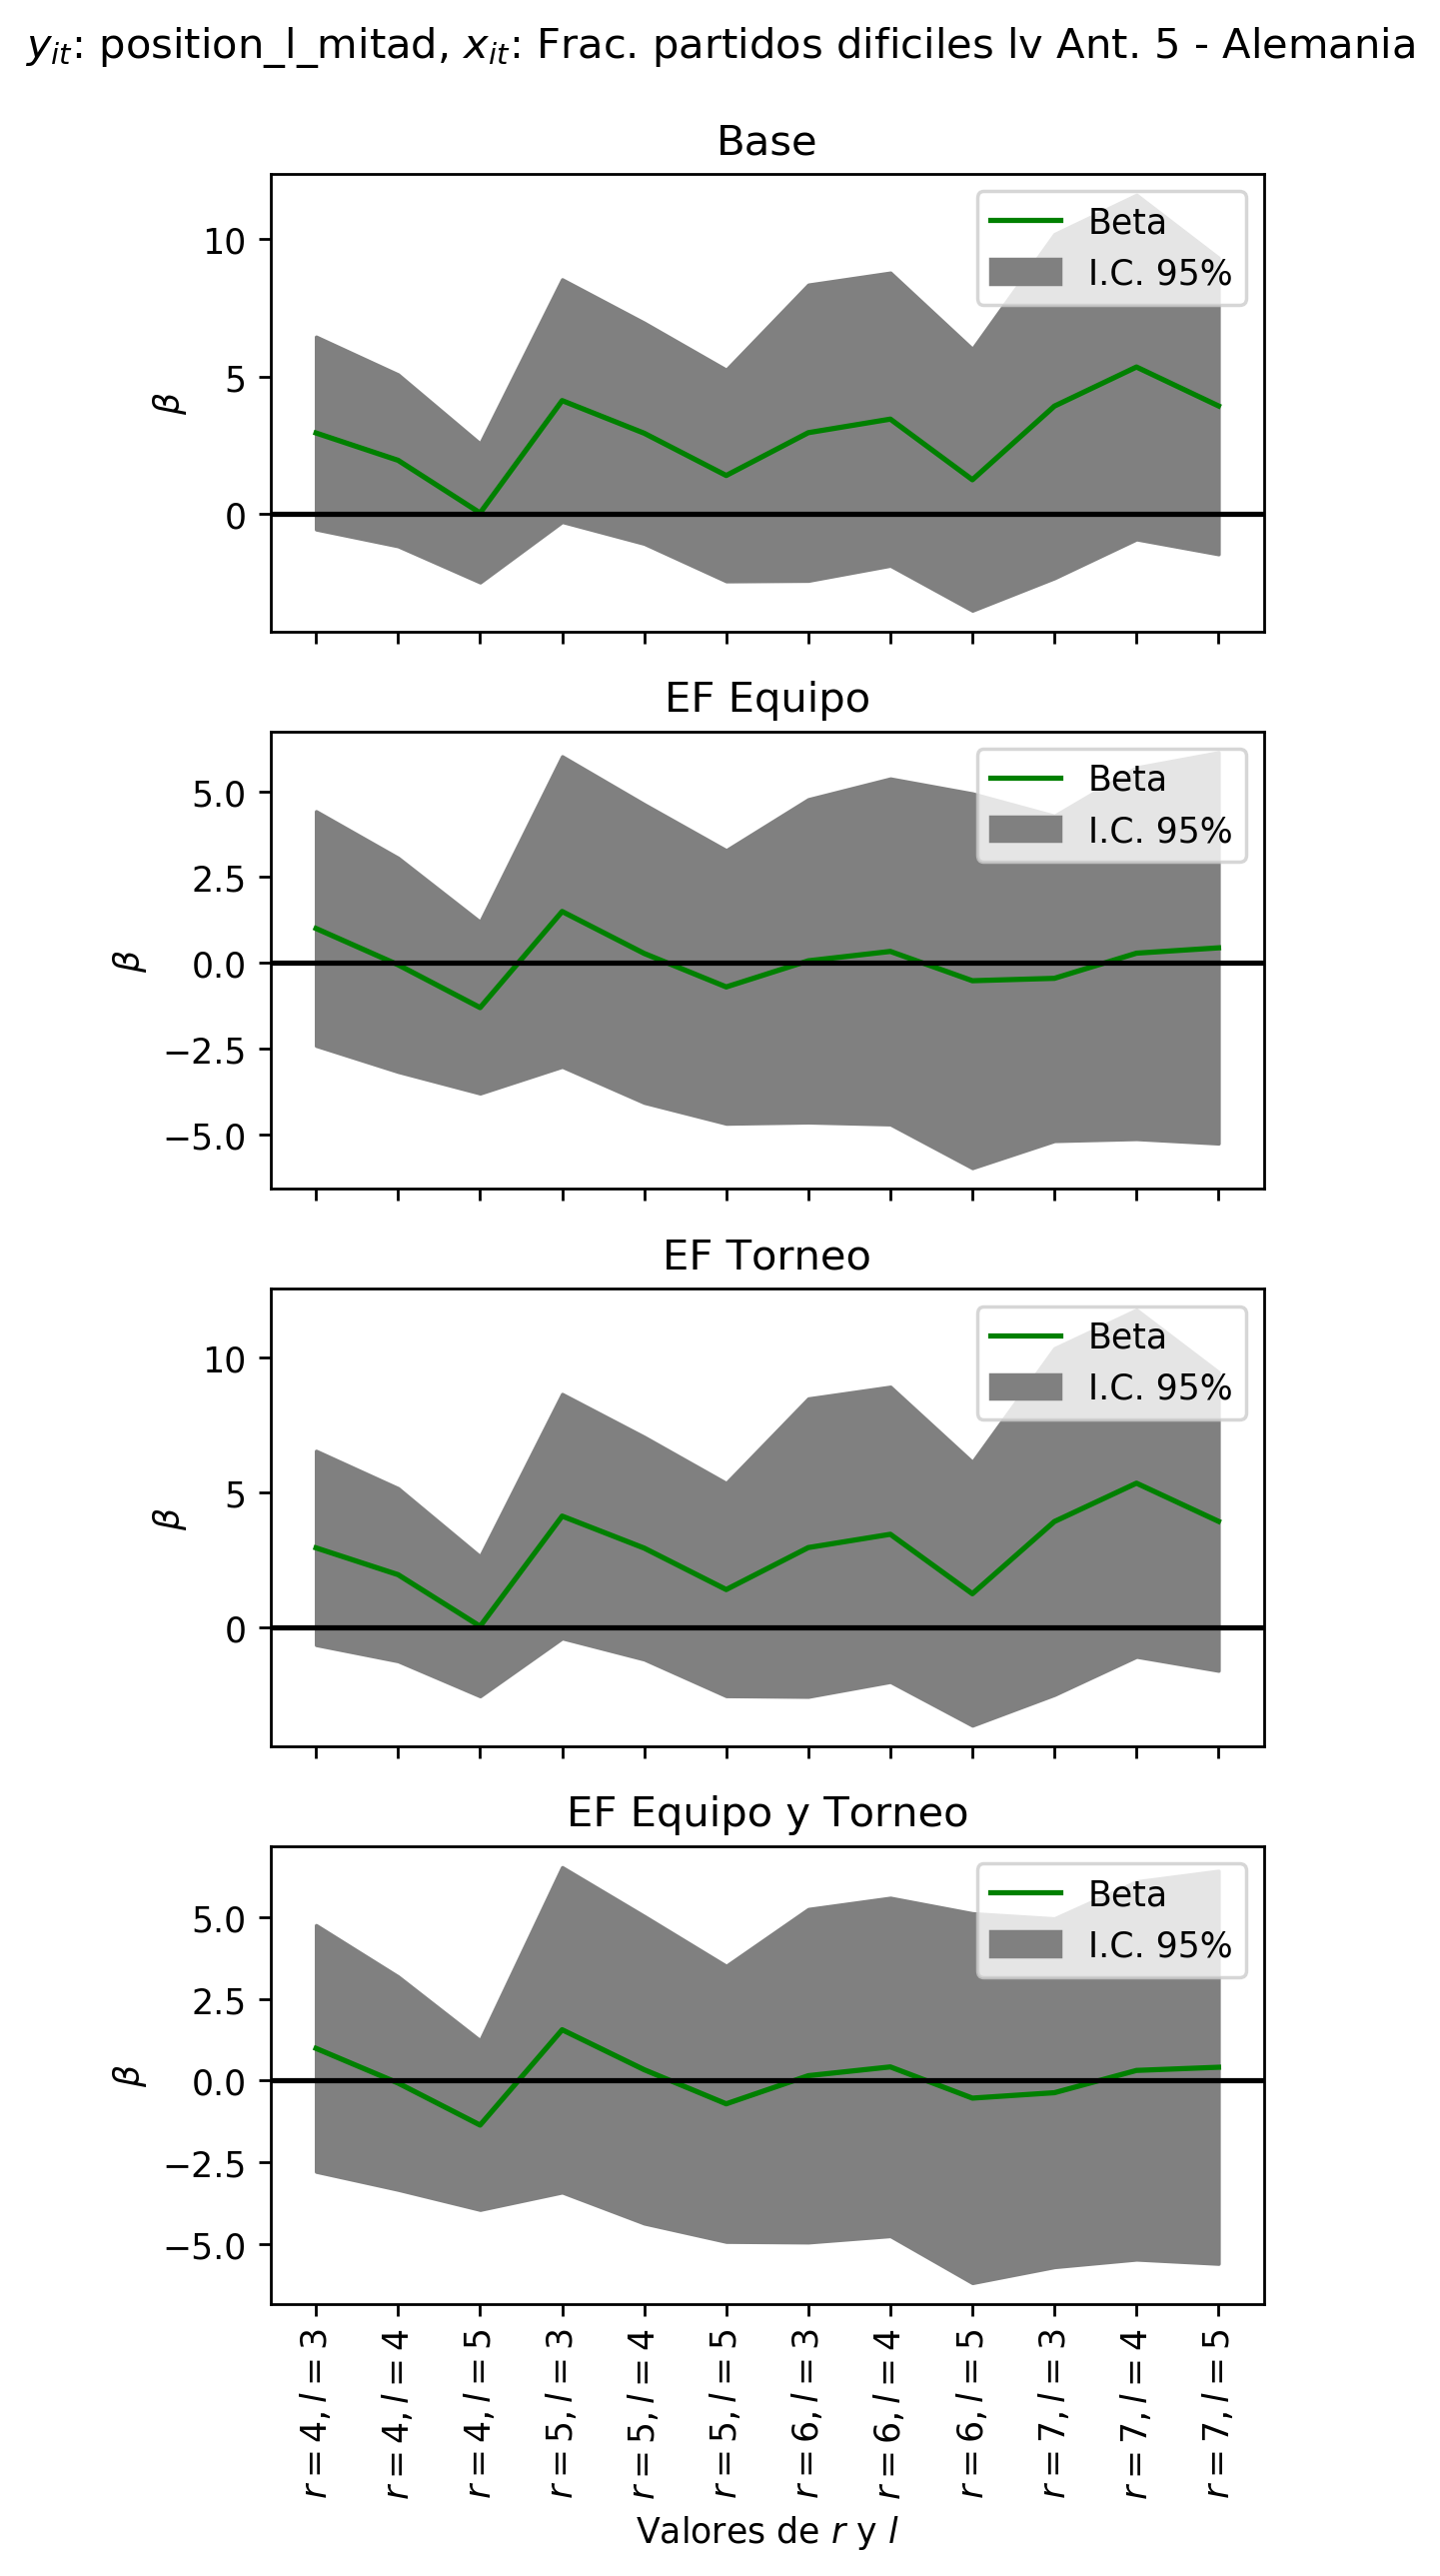 y_{it}: position_l_mitad, x_{it}: Frac. partidos dificiles lv Ant. 5 - Alemania
Base
Beta
I.C. 95%
10
5
0
β
EF Equipo
Beta
I.C. 95%
5.0
2.5
0.0
−2.5
−5.0
β
EF Torneo
Beta
I.C. 95%
10
5
0
β
EF Equipo y Torneo
Beta
I.C. 95%
5.0
2.5
0.0
−2.5
−5.0
β
r = 4, l = 3
r = 4, l = 4
r = 4, l = 5
r = 5, l = 3
r = 5, l = 4
r = 5, l = 5
r = 6, l = 3
r = 6, l = 4
r = 6, l = 5
r = 7, l = 3
r = 7, l = 4
r = 7, l = 5
Valores de r y l